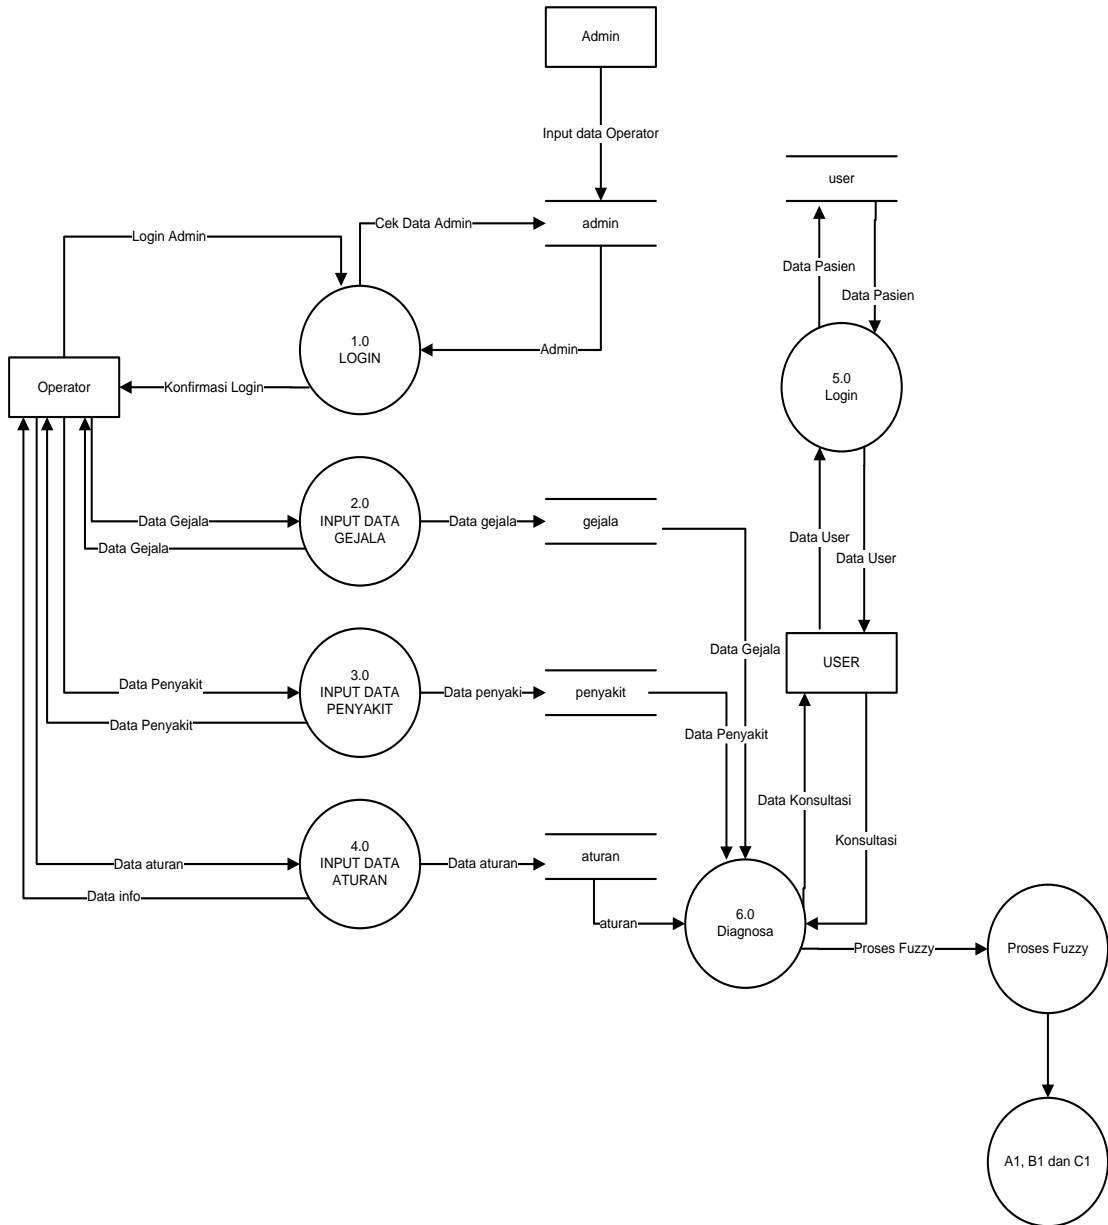 Admin
Input data Operator
user
Cek Data Admin
admin
Login Admin
Data Pasien
Data Pasien
1.0
LOGIN
Admin
5.0
Login
Operator
Konfirmasi Login
2.0
INPUT DATA
GEJALA
Data Gejala
Data gejala
gejala
Data Gejala
Data User
Data User
3.0
INPUT DATA
PENYAKIT
Data Gejala
USER
Data Penyakit
Data penyaki
penyakit
Data Penyakit
Data Penyakit
Data Konsultasi
4.0
INPUT DATA
ATURAN
Data aturan
Data aturan
aturan
Konsultasi
Data info
aturan
6.0
Diagnosa
Proses Fuzzy
Proses Fuzzy
A1, B1 dan C1